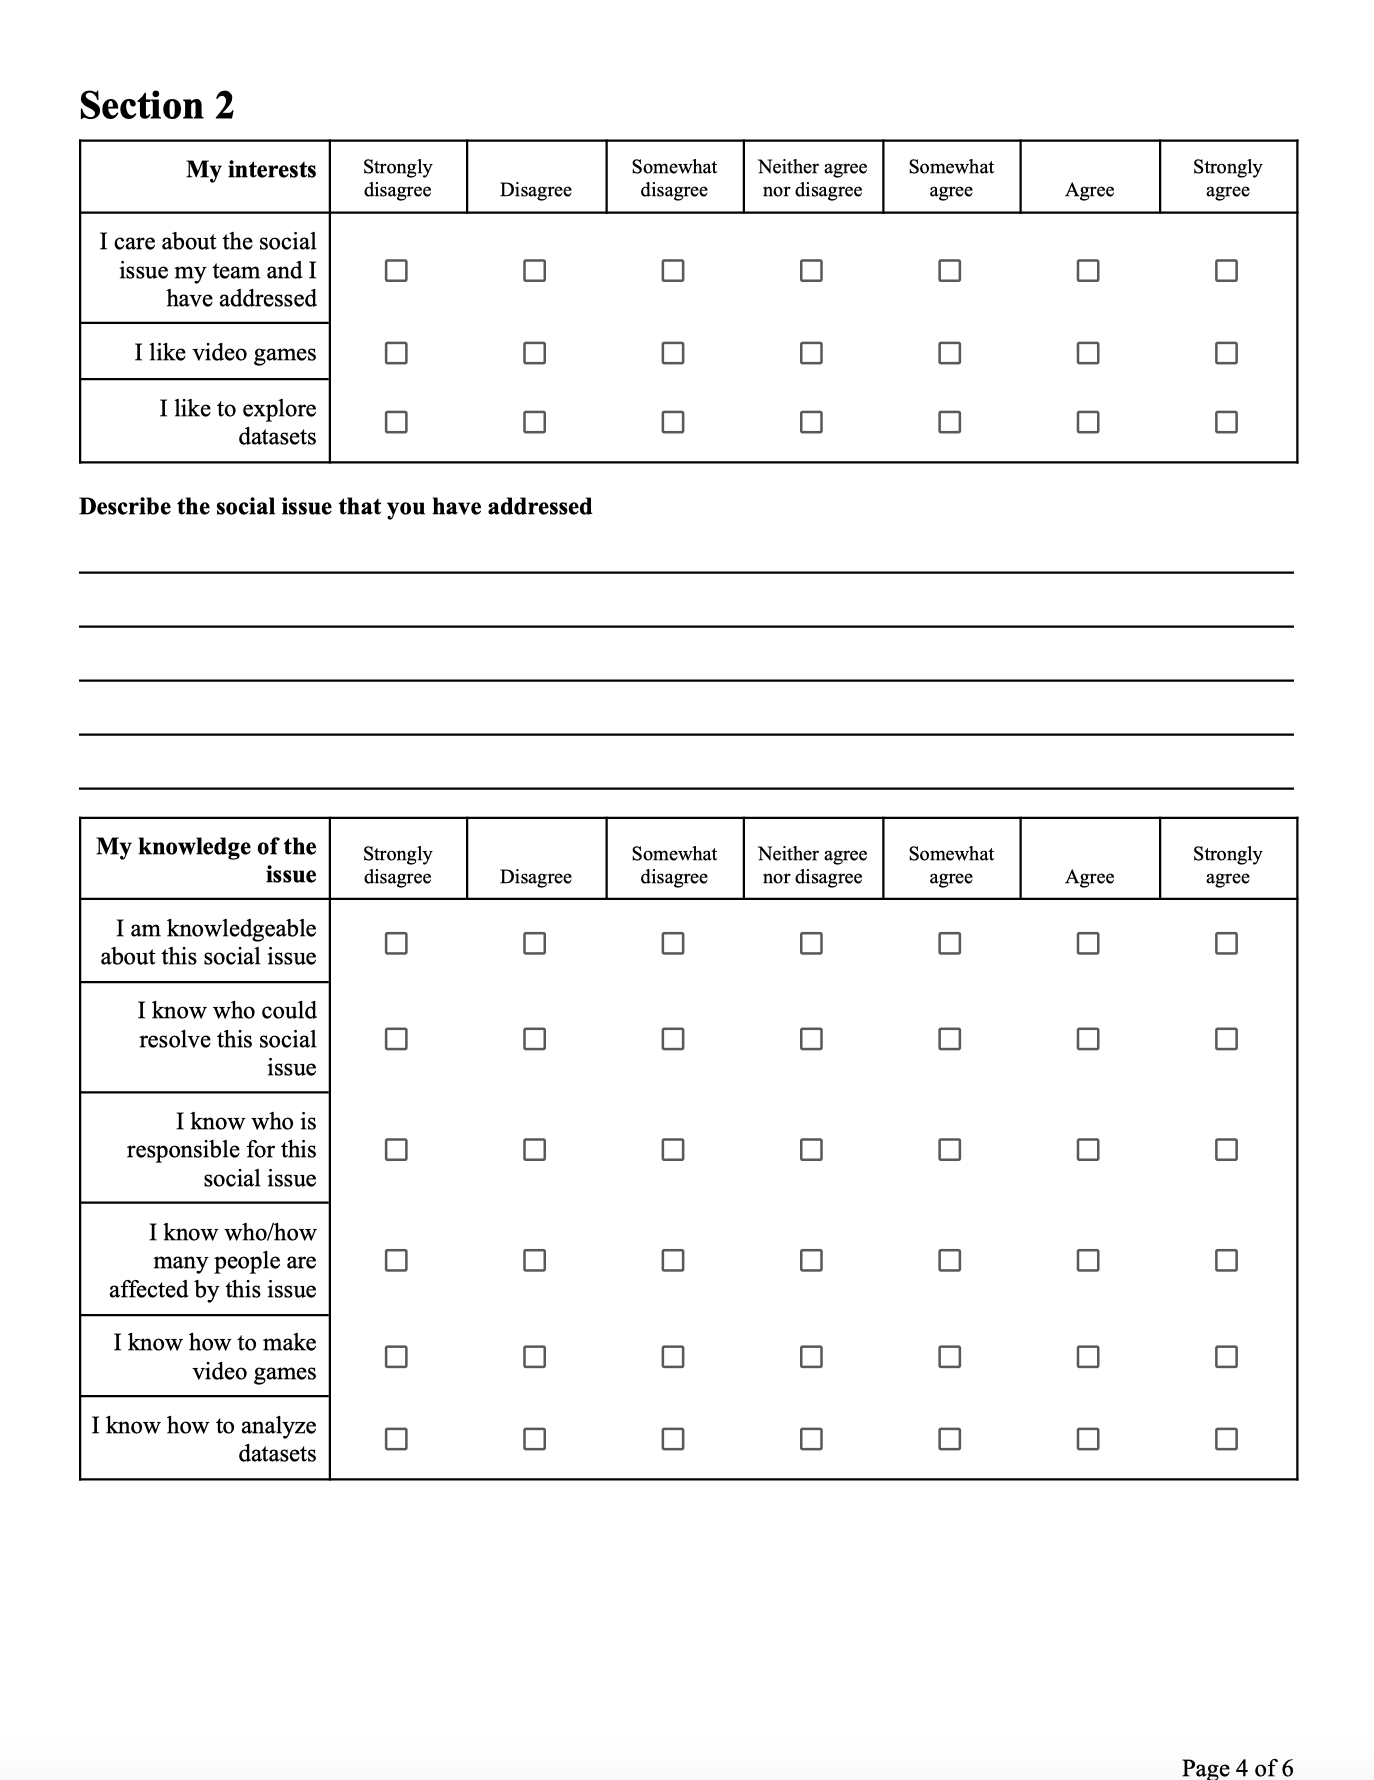 Section 2
My interests
Strongly
disagree
Disagree
Somewhat
disagree
Neither agree
nor disagree
Somewhat
agree
Agree
Strongly
agree
I care about the social
issue my team and I
have addressed
I like video games
I like to explore
datasets
Describe the social issue that you have addressed
My knowledge of the
issue
Strongly
disagree
Disagree
Somewhat
disagree
Neither agree
nor disagree
Somewhat
agree
Agree
Strongly
agree
I am knowledgeable
about this social issue
I know who could
resolve this social
issue
I know who is
responsible for this
social issue
I know who/how
many people are
affected by this issue
I know how to make
video games
I know how to analyze
datasets
Page 4 of 6